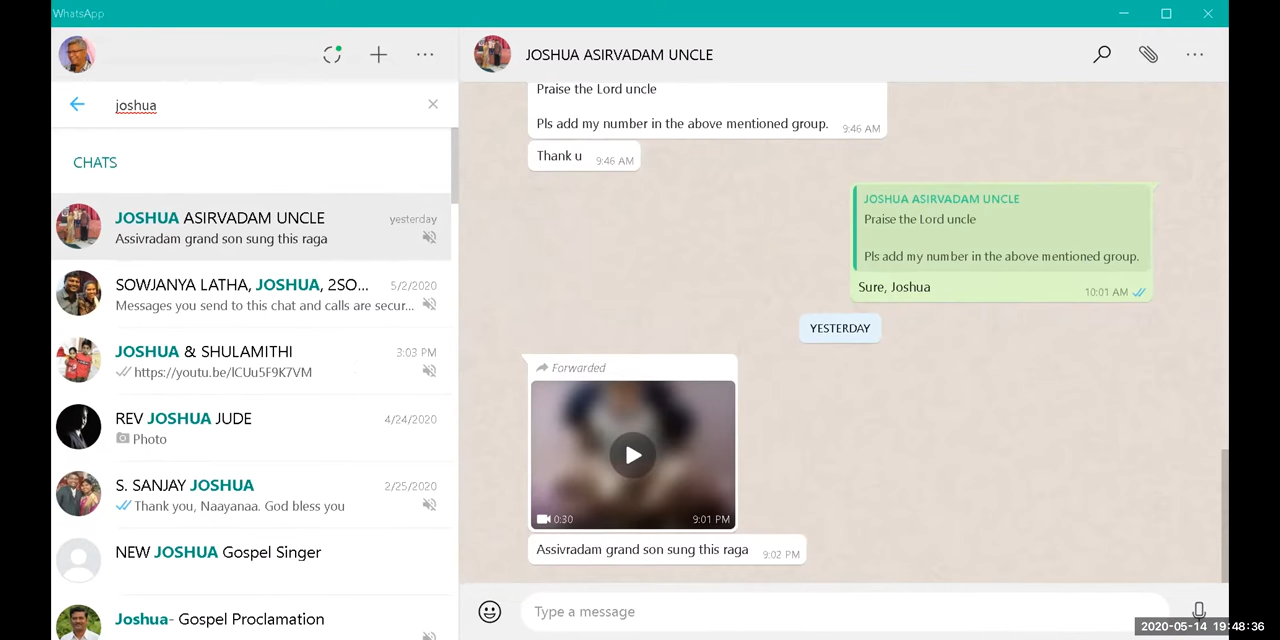 WhatsApp
joshua
CHATS
JOSHUA ASIRVADAM UNCLE
yesterday
Assivradam grand son sung this raga
SOWJANYA LATHA, JOSHUA, 2SO...
5/2/2020
Messages you send to this chat and calls are secur...
JOSHUA & SHULAMITHI
3:03 PM
https://youtu.be/lCUu5F9K7VM
REV JOSHUA JUDE
4/24/2020
Photo
S. SANJAY JOSHUA
2/25/2020
Thank you, Naayanaa. God bless you
NEW JOSHUA Gospel Singer
Joshua- Gospel Proclamation
JOSHUA ASIRVADAM UNCLE
Praise the Lord uncle
Pls add my number in the above mentioned group.
9:46 AM
Thank u
9:46 AM
JOSHUA ASIRVADAM UNCLE
Praise the Lord uncle
Pls add my number in the above mentioned group.
Sure, Joshua
10:01 AM
YESTERDAY
Forwarded
0:30
9:01 PM
Assivradam grand son sung this raga
9:02 PM
Type a message
2020-05-14 19:48:36